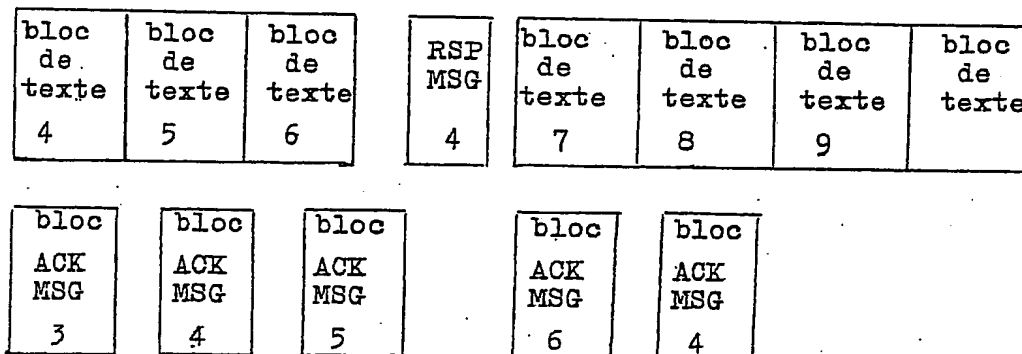 bloc de texte 4
bloc de texte 5
bloc de texte 6
RSP MSG 4
bloc de texte 7
bloc de texte 8
bloc de texte 9
bloc de texte
bloc ACK MSG 3
bloc ACK MSG 4
bloc ACK MSG 5
bloc ACK MSG 6
bloc ACK MSG 4